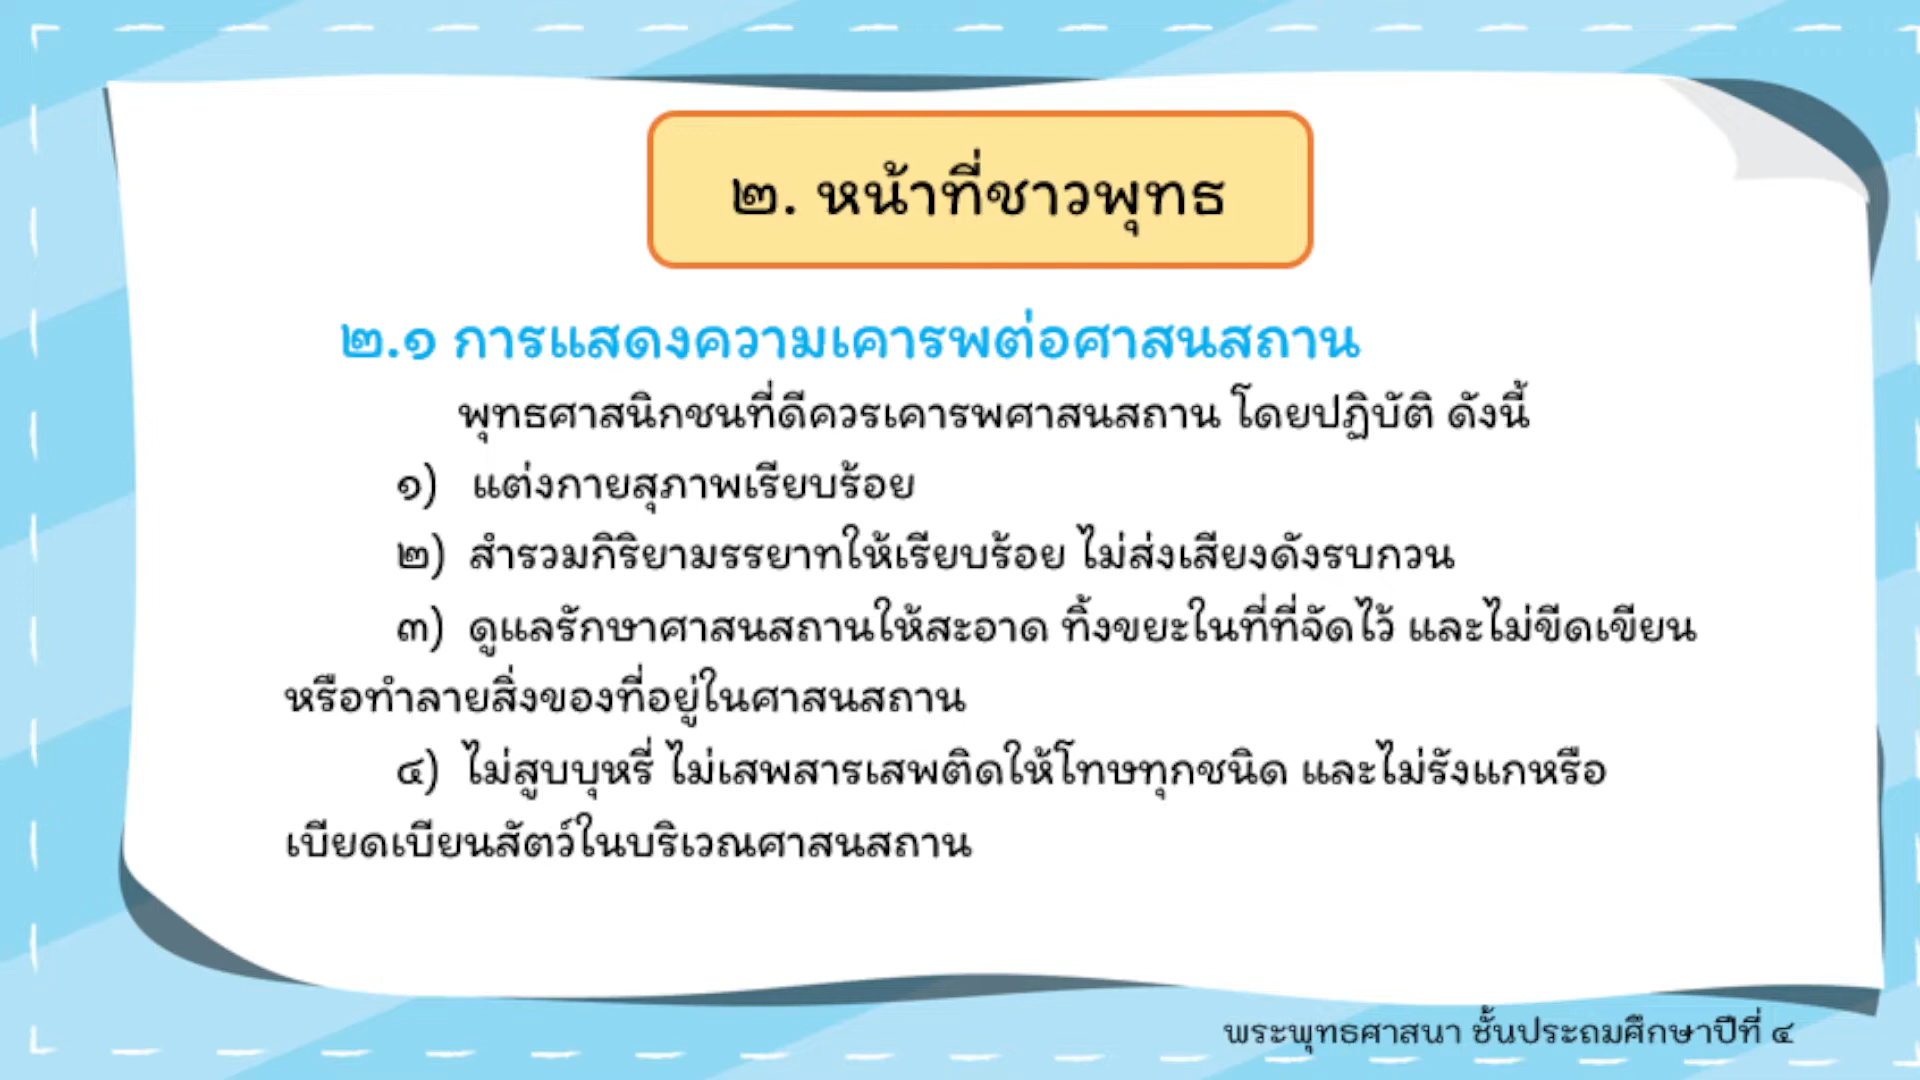 ๒. หน้าที่ชาวพุทธ
๒.๑ การแสดงความเคารพต่อศาสนสถาน
พุทธศาสนิกชนที่ดีควรเคารพศาสนสถาน โดยปฏิบัติ ดังนี้
๑) แต่งกายสุภาพเรียบร้อย
๒) สำรวมกิริยามรรยาทให้เรียบร้อย ไม่ส่งเสียงดังรบกวน
๓) ดูแลรักษาศาสนสถานให้สะอาด ทิ้งขยะในที่ที่จัดไว้ และไม่ขีดเขียน
หรือทำลายสิ่งของที่อยู่ในศาสนสถาน
๔) ไม่สูบบุหรี่ ไม่เสพสารเสพติดให้โทษทุกชนิด และไม่รังแกหรือ
เบียดเบียนสัตว์ในบริเวณศาสนสถาน
พระพุทธศาสนา ชั้นประถมศึกษาปีที่ ๔